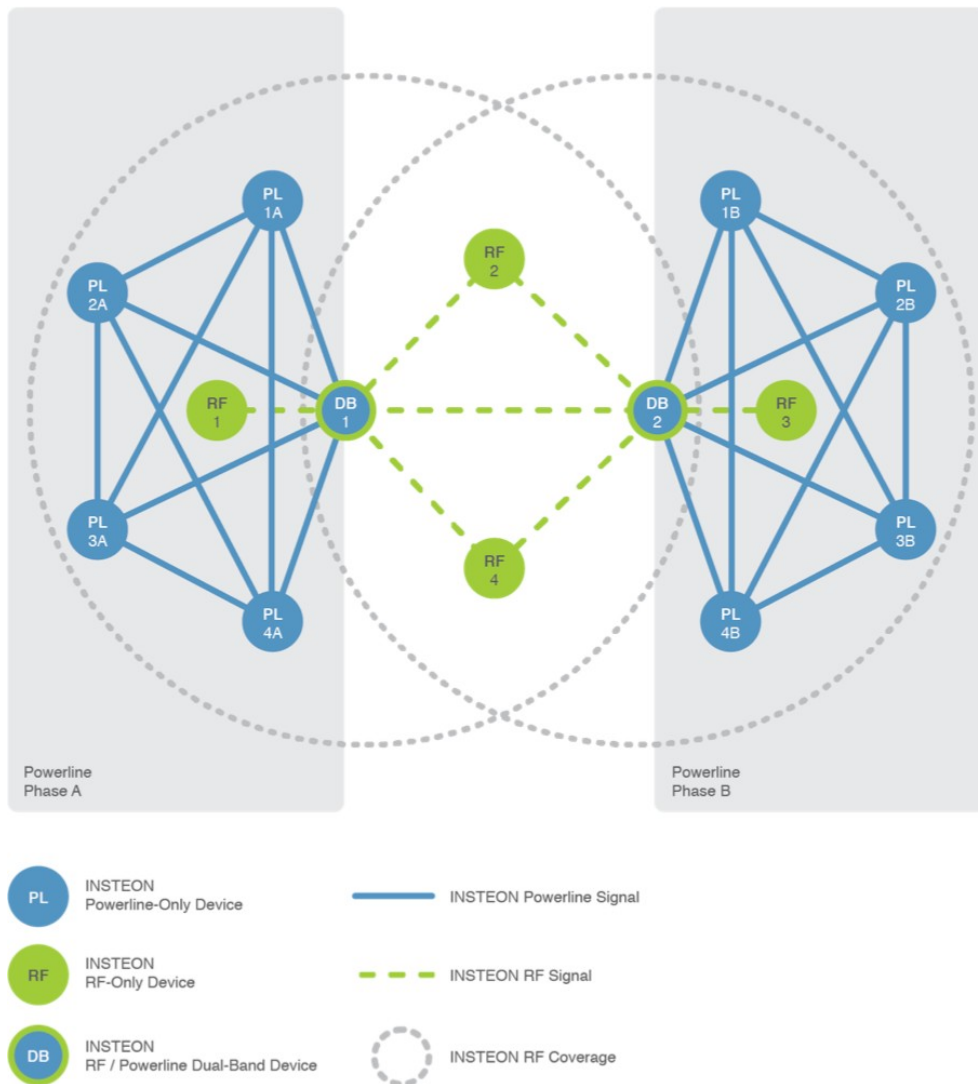 PL
1A
PL
1B
RF
2
PL
2A
PL
2B
RF
1
DB
1
DB
2
RF
3
PL
3A
PL
3B
RF
4
PL
4A
PL
4B
Powerline
Phase A
Powerline
Phase B
PL
INSTEON
Powerline-Only Device
INSTEON Powerline Signal
RF
INSTEON
RF-Only Device
INSTEON RF Signal
DB
INSTEON
RF / Powerline Dual-Band Device
INSTEON RF Coverage